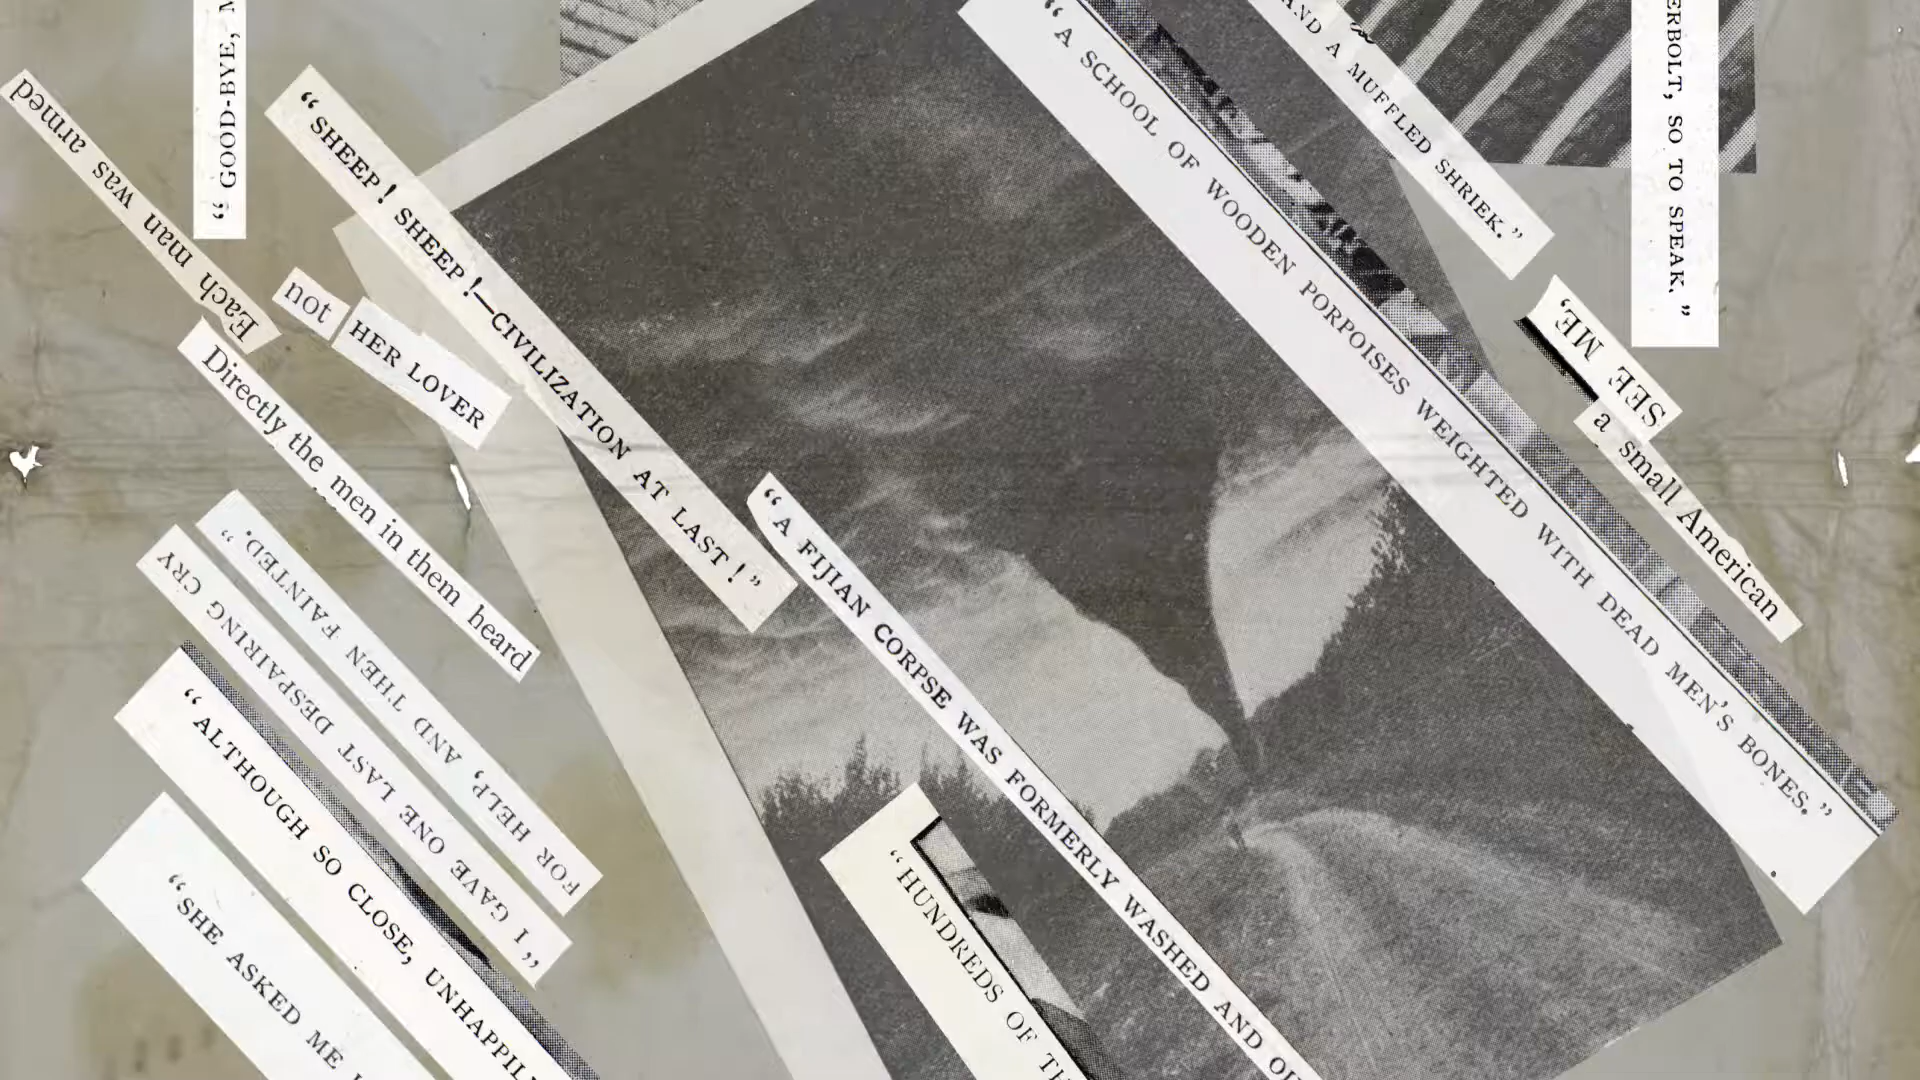 “ GOOD-BYE,
Each man was armed
“ SHEEP! SHEEP!—CIVILIZATION AT LAST!”
not
HER LOVER
Directly the men in them heard
“ I GAVE ONE LAST DESPAIRING CRY
FOR HELP, AND THEN FAINTED.”
“ ALTHOUGH SO CLOSE,
“ SHE ASKED ME
“ A FIJIAN CORPSE WAS FORMERLY WASHED AND
“ HUNDREDS OF
“ A SCHOOL OF WOODEN PORPOISES WEIGHTED WITH DEAD MEN’S BONES.”
AND A MUFFLED SHRIEK.”
ERBOLT, SO TO SPEAK.”
SEE ME,
a small American